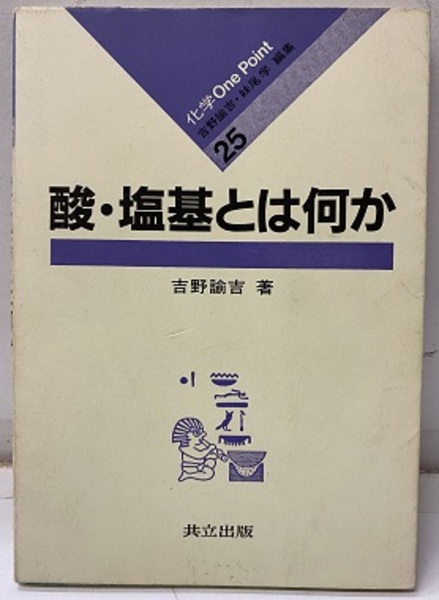 化学One Point
吉野諭吉・妹尾学 編集
25
酸・塩基とは何か
吉野諭吉 著
共立出版